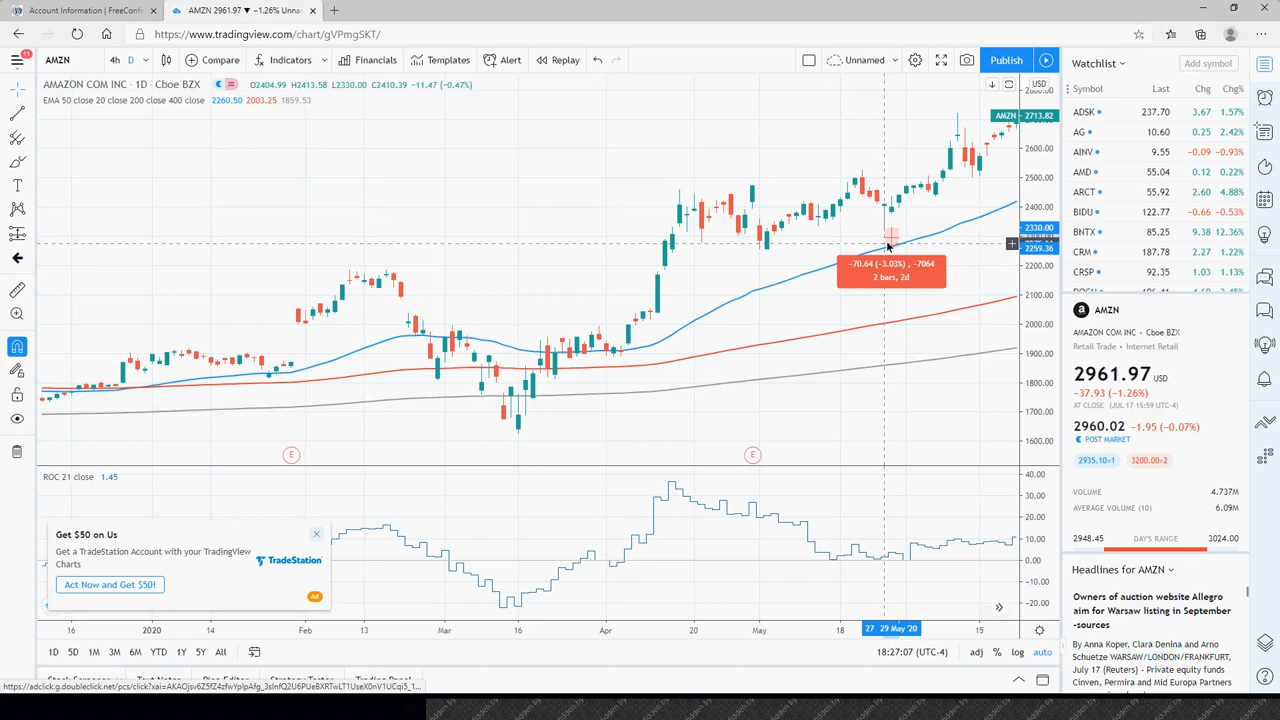 Account Information | FreeConfe
AMZN 2961.97 ▼ −1.26% Unnar
https://www.tradingview.com/chart/gVPmgSKT/
11
AMZN 4h D Compare Indicators Financials Templates Alert Replay Unnamed Publish
AMAZON COM INC · 1D · Cboe BZX O2404.99 H2413.58 L2330.00 C2410.39 −11.47 (−0.47%)
EMA 50 close 20 close 200 close 400 close 2260.50 2003.25 1859.53
USD
AMZN 2713.82
2600.00
2500.00
2400.00
2330.00
2259.36
2200.00
2100.00
2000.00
1900.00
1800.00
1700.00
1600.00
−70.64 (−3.03%) , −7064
2 bars, 2d
E
E
ROC 21 close 1.45
40.00
30.00
20.00
10.00
0.00
−10.00
−20.00
Get $50 on Us
Get a TradeStation Account with your TradingView
Charts
TradeStation
Act Now and Get $50!
Ad
16 2020 14 Feb 13 Mar 16 Apr 20 May 18 27 29 May '20 15
1D 5D 1M 3M 6M YTD 1Y 5Y All 18:27:07 (UTC-4) adj % log auto
https://adclick.g.doubleclick.net/pcs/click?xai=AKAOjsv6Z5fZ4zfwYplpAfg_3sInfQ2U6PUeBXRTwLT1UseX0nV1UCqi5_1...
Watchlist Add symbol
Symbol Last Chg Chg%
ADSK 237.70 3.67 1.57%
AG 10.60 0.25 2.42%
AINV 9.55 −0.09 −0.93%
AMD 55.04 0.12 0.22%
ARCT 55.92 2.60 4.88%
BIDU 122.77 −0.66 −0.53%
BNTX 85.25 9.38 12.36%
CRM 187.78 2.27 1.22%
CRSP 92.35 1.03 1.13%
AMZN
AMAZON COM INC • Cboe BZX
Retail Trade • Internet Retail
2961.97 USD
−37.93 (−1.26%)
AT CLOSE (JUL 17 15:59 UTC-4)
2960.02 −1.95 (−0.07%)
POST MARKET
2935.10×1 3200.00×2
VOLUME 4.737M
AVERAGE VOLUME (10) 6.09M
2948.45 DAY'S RANGE 3024.00
Headlines for AMZN
Owners of auction website Allegro
aim for Warsaw listing in September
-sources
By Anna Koper, Clara Denina and Arno
Schuetze WARSAW/LONDON/FRANKFURT,
July 17 (Reuters) - Private equity funds
Cinven, Permira and Mid Europa Partners